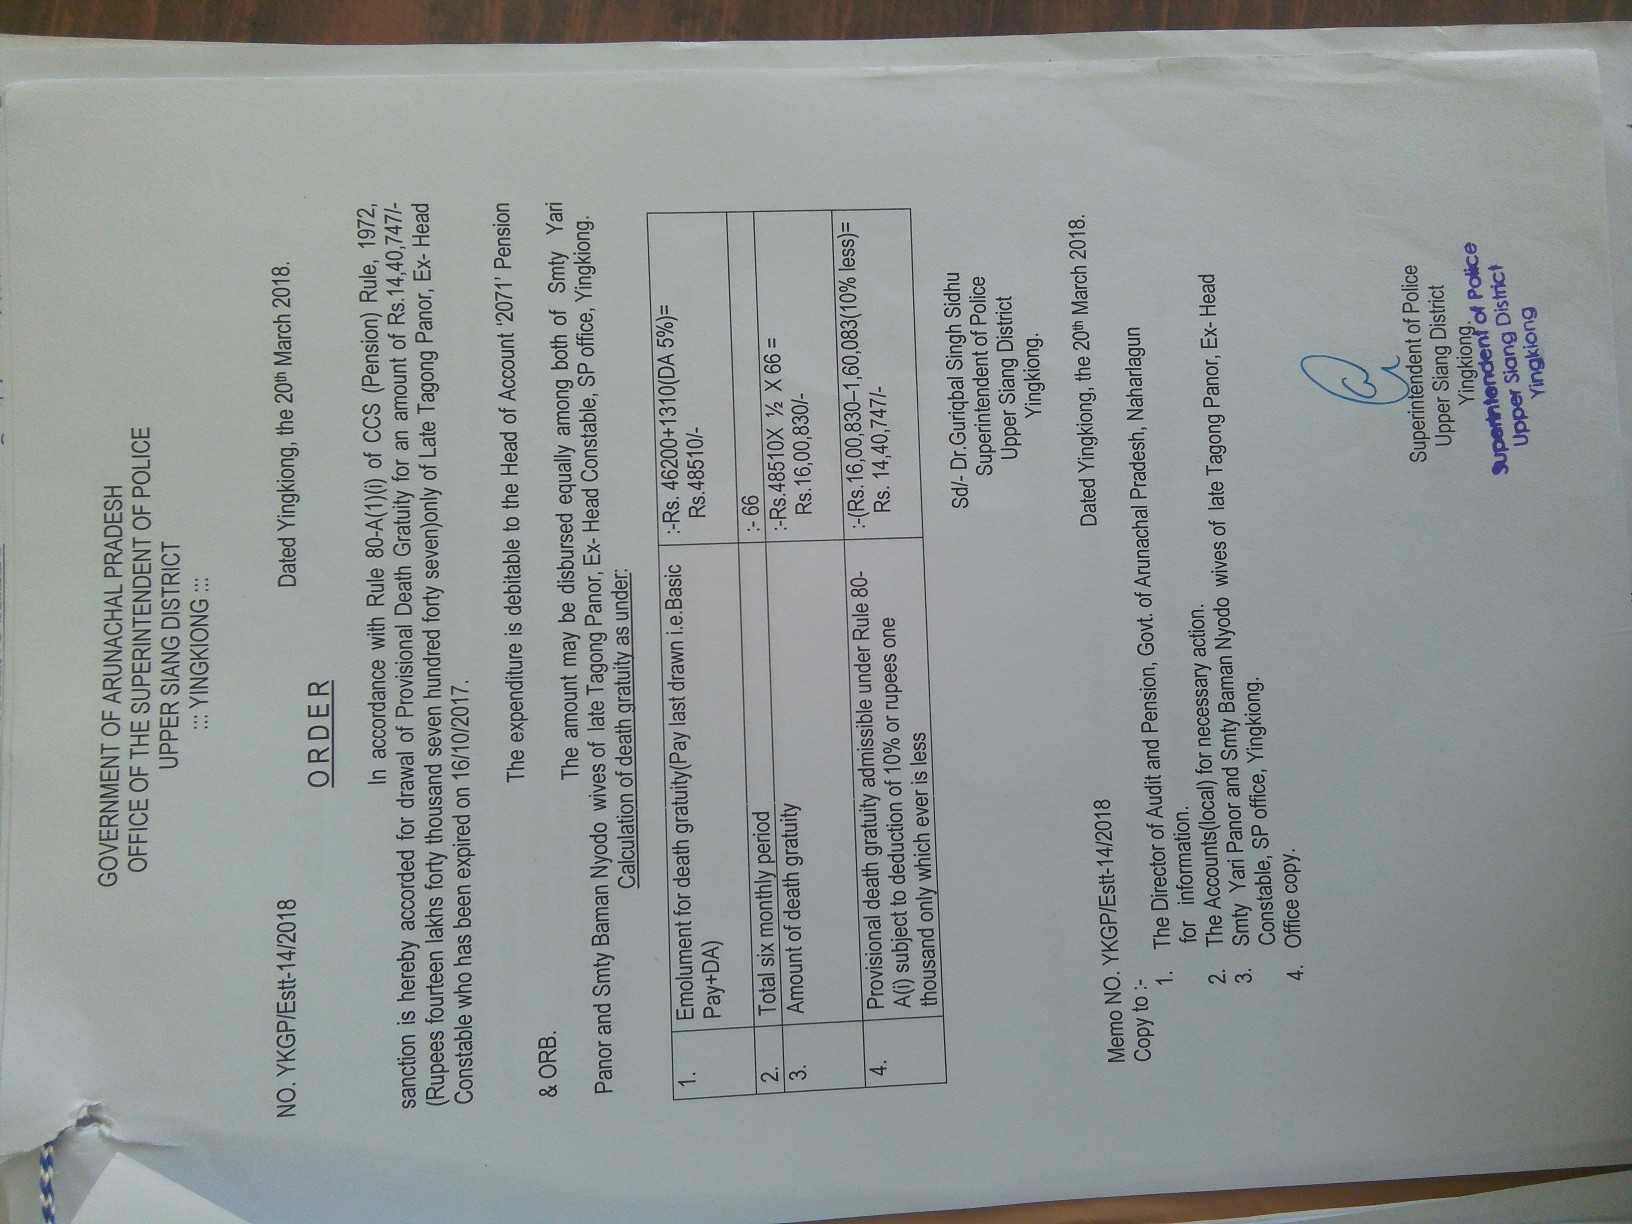 GOVERNMENT OF ARUNACHAL PRADESH
OFFICE OF THE SUPERINTENDENT OF POLICE
UPPER SIANG DISTRICT
::: YINGKIONG :::
NO. YKGP/Estt-14/2018 Dated Yingkiong, the 20th March 2018.
ORDER
In accordance with Rule 80-A(1)(i) of CCS (Pension) Rule, 1972,
sanction is hereby accorded for drawal of Provisional Death Gratuity for an amount of Rs.14,40,747/-
(Rupees fourteen lakhs forty thousand seven hundred forty seven)only of Late Tagong Panor, Ex- Head
Constable who has been expired on 16/10/2017.
The expenditure is debitable to the Head of Account '2071' Pension
& ORB.
The amount may be disbursed equally among both of Smty Yari
Panor and Smty Baman Nyodo wives of late Tagong Panor, Ex- Head Constable, SP office, Yingkiong.
Calculation of death gratuity as under:
1. Emolument for death gratuity(Pay last drawn i.e.Basic :-Rs. 46200+1310(DA 5%)=
Pay+DA) Rs.48510/-
2. Total six monthly period :- 66
3. Amount of death gratuity :-Rs.48510X ½ X 66 =
Rs.16,00,830/-
4. Provisional death gratuity admissible under Rule 80- :-(Rs.16,00,830–1,60,083(10% less)=
A(i) subject to deduction of 10% or rupees one Rs. 14,40,747/-
thousand only which ever is less
Sd/- Dr.Guriqbal Singh Sidhu
Superintendent of Police
Upper Siang District
Yingkiong.
Memo NO. YKGP/Estt-14/2018 Dated Yingkiong, the 20th March 2018.
Copy to :-
1. The Director of Audit and Pension, Govt. of Arunachal Pradesh, Naharlagun
for information.
2. The Accounts(local) for necessary action.
3. Smty Yari Panor and Smty Baman Nyodo wives of late Tagong Panor, Ex- Head
Constable, SP office, Yingkiong.
4. Office copy.
Superintendent of Police
Upper Siang District
Yingkiong.
Superintendent of Police
Upper Siang District
Yingkiong